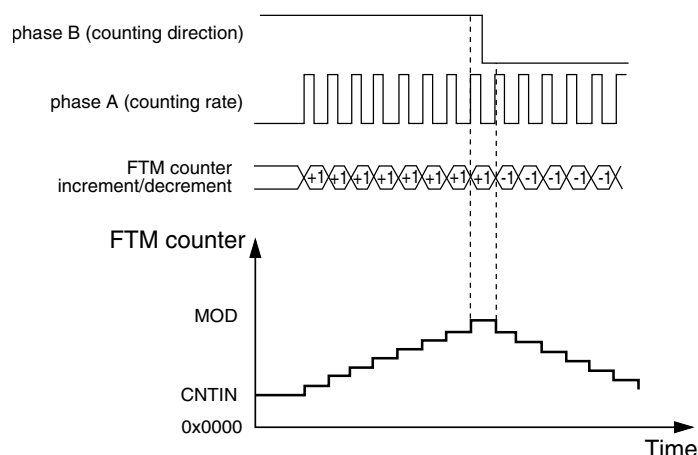 phase B (counting direction)
phase A (counting rate)
FTM counter
increment/decrement
+1 +1 +1 +1 +1 +1 +1 +1 -1 -1 -1 -1 -1
FTM counter
MOD
CNTIN
0x0000
Time